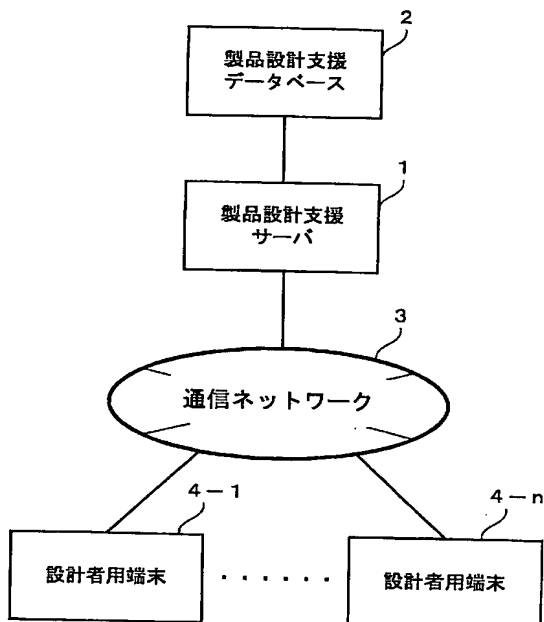 2
製品設計支援
データベース
1
製品設計支援
サーバ
3
通信ネットワーク
4－1
4－n
設計者用端末
・・・・・・
設計者用端末